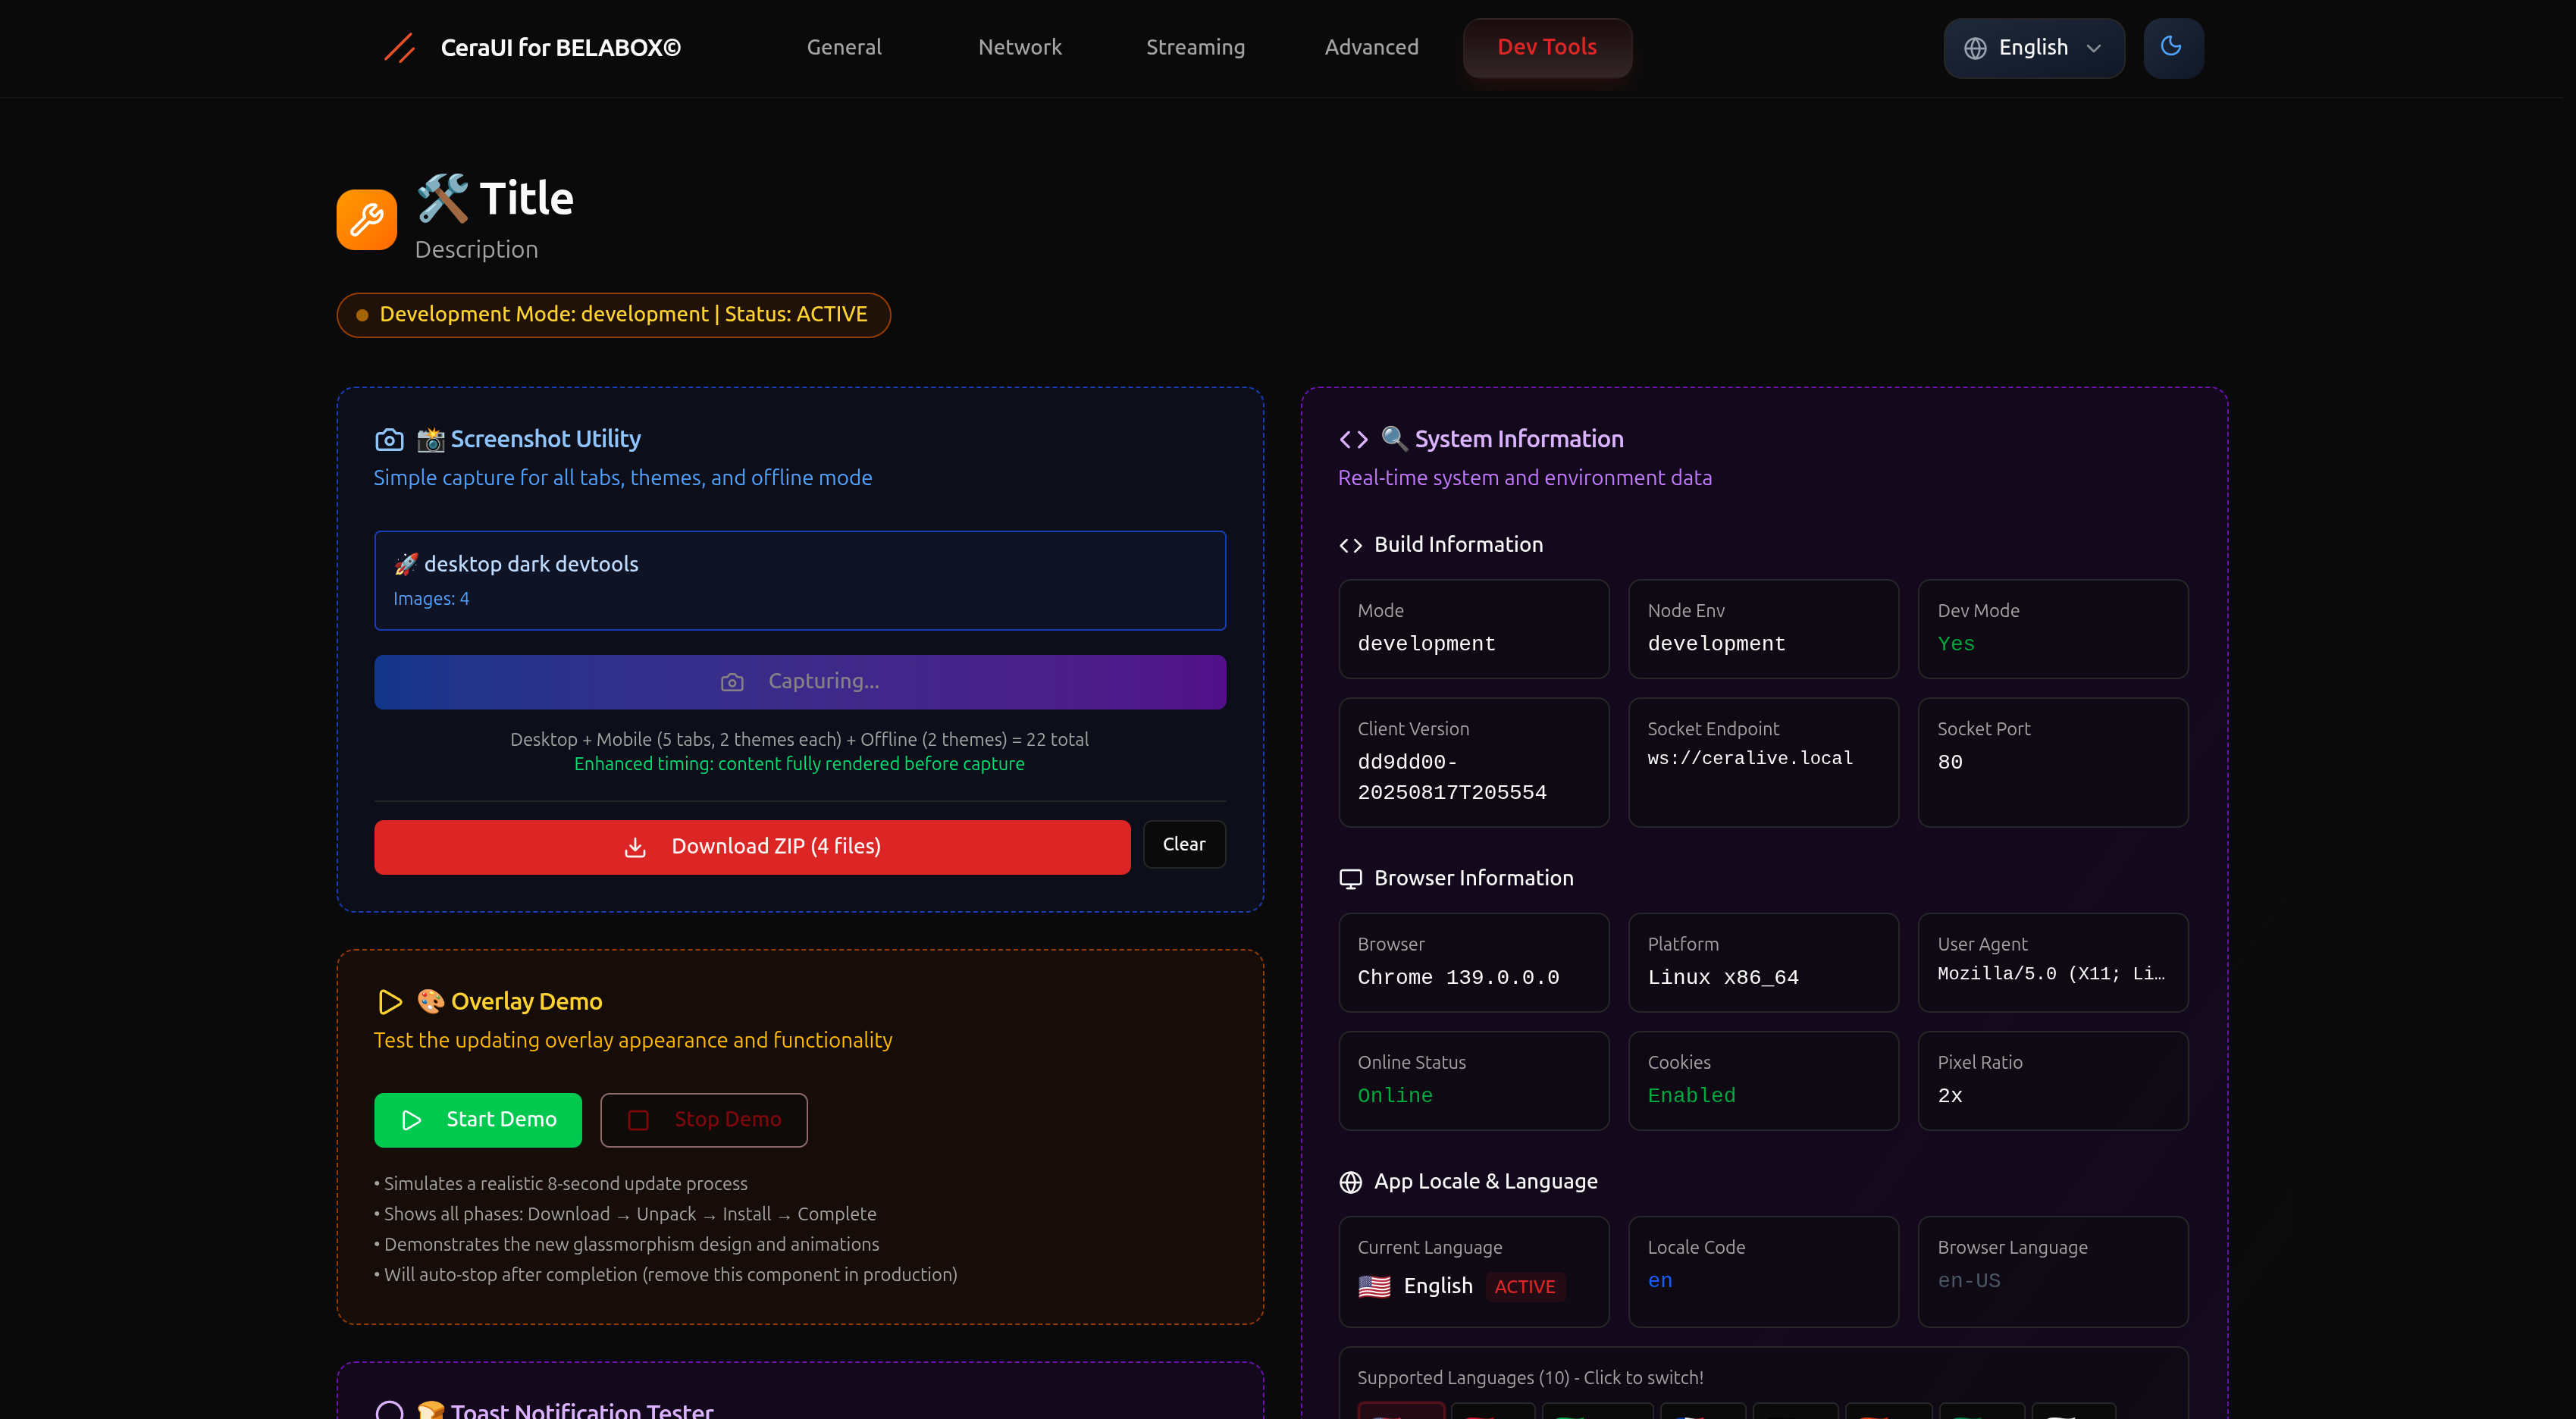 CeraUI for BELABOX©
General
Network
Streaming
Advanced
Dev Tools
English
🛠️ Title
Description
Development Mode: development | Status: ACTIVE
📸 Screenshot Utility
Simple capture for all tabs, themes, and offline mode
🚀 desktop dark devtools
Images: 4
Capturing...
Desktop + Mobile (5 tabs, 2 themes each) + Offline (2 themes) = 22 total
Enhanced timing: content fully rendered before capture
Download ZIP (4 files)
Clear
🎨 Overlay Demo
Test the updating overlay appearance and functionality
Start Demo
Stop Demo
• Simulates a realistic 8-second update process
• Shows all phases: Download → Unpack → Install → Complete
• Demonstrates the new glassmorphism design and animations
• Will auto-stop after completion (remove this component in production)
🍞 Toast Notification Tester
🔍 System Information
Real-time system and environment data
Build Information
Mode
development
Node Env
development
Dev Mode
Yes
Client Version
dd9dd00-
20250817T205554
Socket Endpoint
ws://ceralive.local
Socket Port
80
Browser Information
Browser
Chrome 139.0.0.0
Platform
Linux x86_64
User Agent
Mozilla/5.0 (X11; Li…
Online Status
Online
Cookies
Enabled
Pixel Ratio
2x
App Locale & Language
Current Language
🇺🇸 English ACTIVE
Locale Code
en
Browser Language
en-US
Supported Languages (10) - Click to switch!